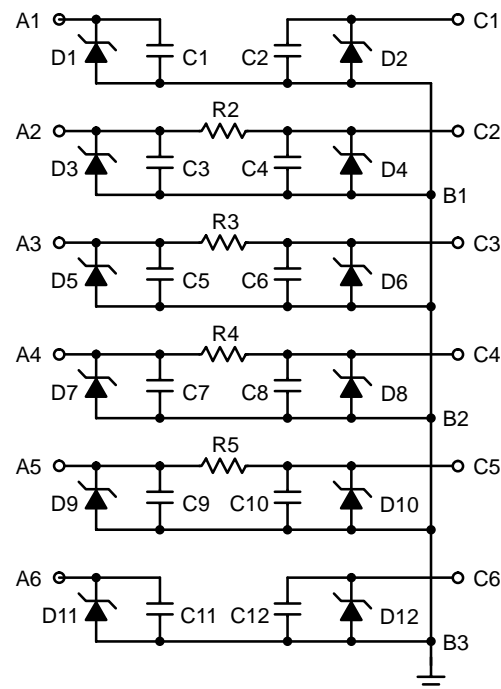 A1 C1
D1 C1 C2 D2
R2
A2 C2
D3 C3 C4 D4
B1
R3
A3 C3
D5 C5 C6 D6
R4
A4 C4
D7 C7 C8 D8
B2
R5
A5 C5
D9 C9 C10 D10
A6 C6
D11 C11 C12 D12
B3